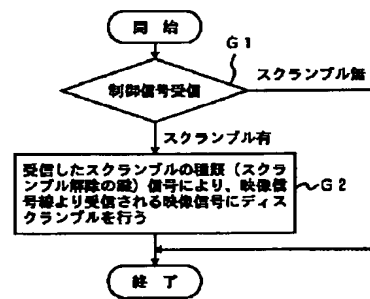 開 始
G1
制御信号受信
スクランブル無
スクランブル有
受信したスクランブルの種類(スクラ
ンブル解除の鍵)信号により、映像信
号線より受信される映像信号にディス
クランブルを行う
G2
終 了